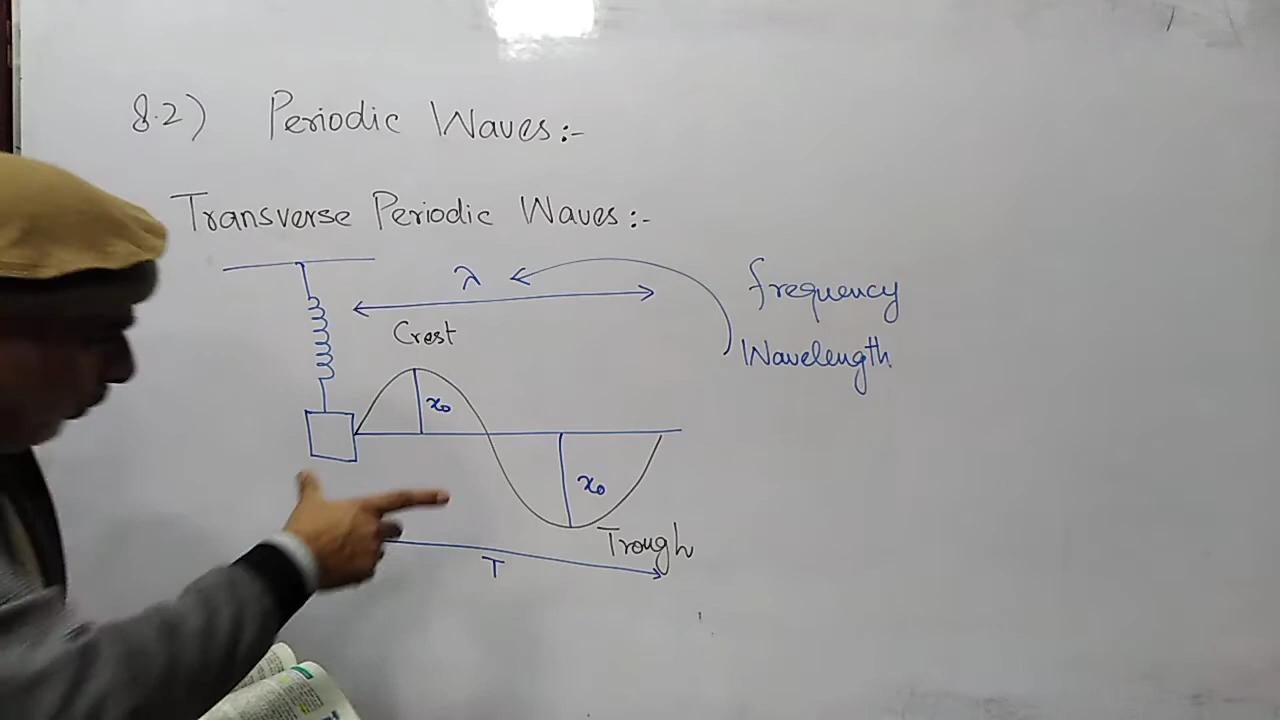 8.2) Periodic Waves:-
Transverse Periodic Waves:-
λ
frequency
Crest
Wavelength
x₀
x₀
Trough
T